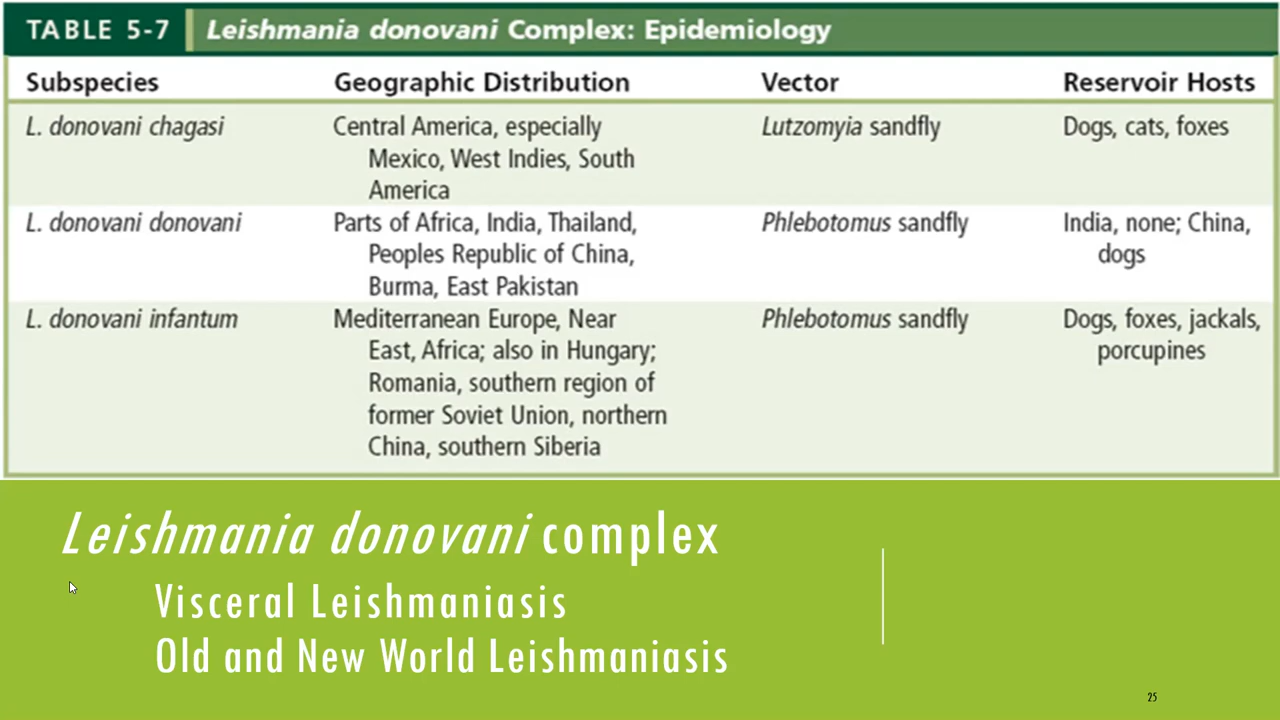 TABLE 5-7 Leishmania donovani Complex: Epidemiology
Subspecies Geographic Distribution Vector Reservoir Hosts
L. donovani chagasi Central America, especially Lutzomyia sandfly Dogs, cats, foxes
Mexico, West Indies, South
America
L. donovani donovani Parts of Africa, India, Thailand, Phlebotomus sandfly India, none; China,
Peoples Republic of China, dogs
Burma, East Pakistan
L. donovani infantum Mediterranean Europe, Near Phlebotomus sandfly Dogs, foxes, jackals,
East, Africa; also in Hungary; porcupines
Romania, southern region of
former Soviet Union, northern
China, southern Siberia
Leishmania donovani complex
Visceral Leishmaniasis
Old and New World Leishmaniasis
25